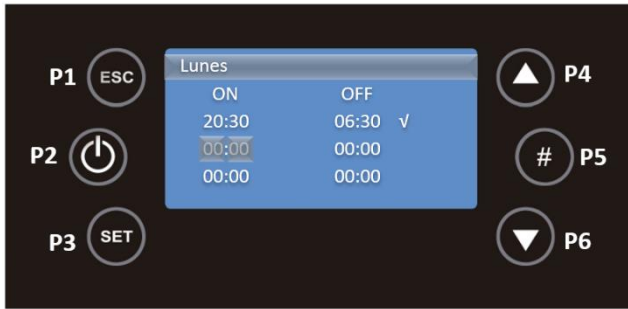 P1 ESC
P2
P3 SET
Lunes
ON OFF
20:30 06:30 √
00:00 00:00
00:00 00:00
P4
# P5
P6